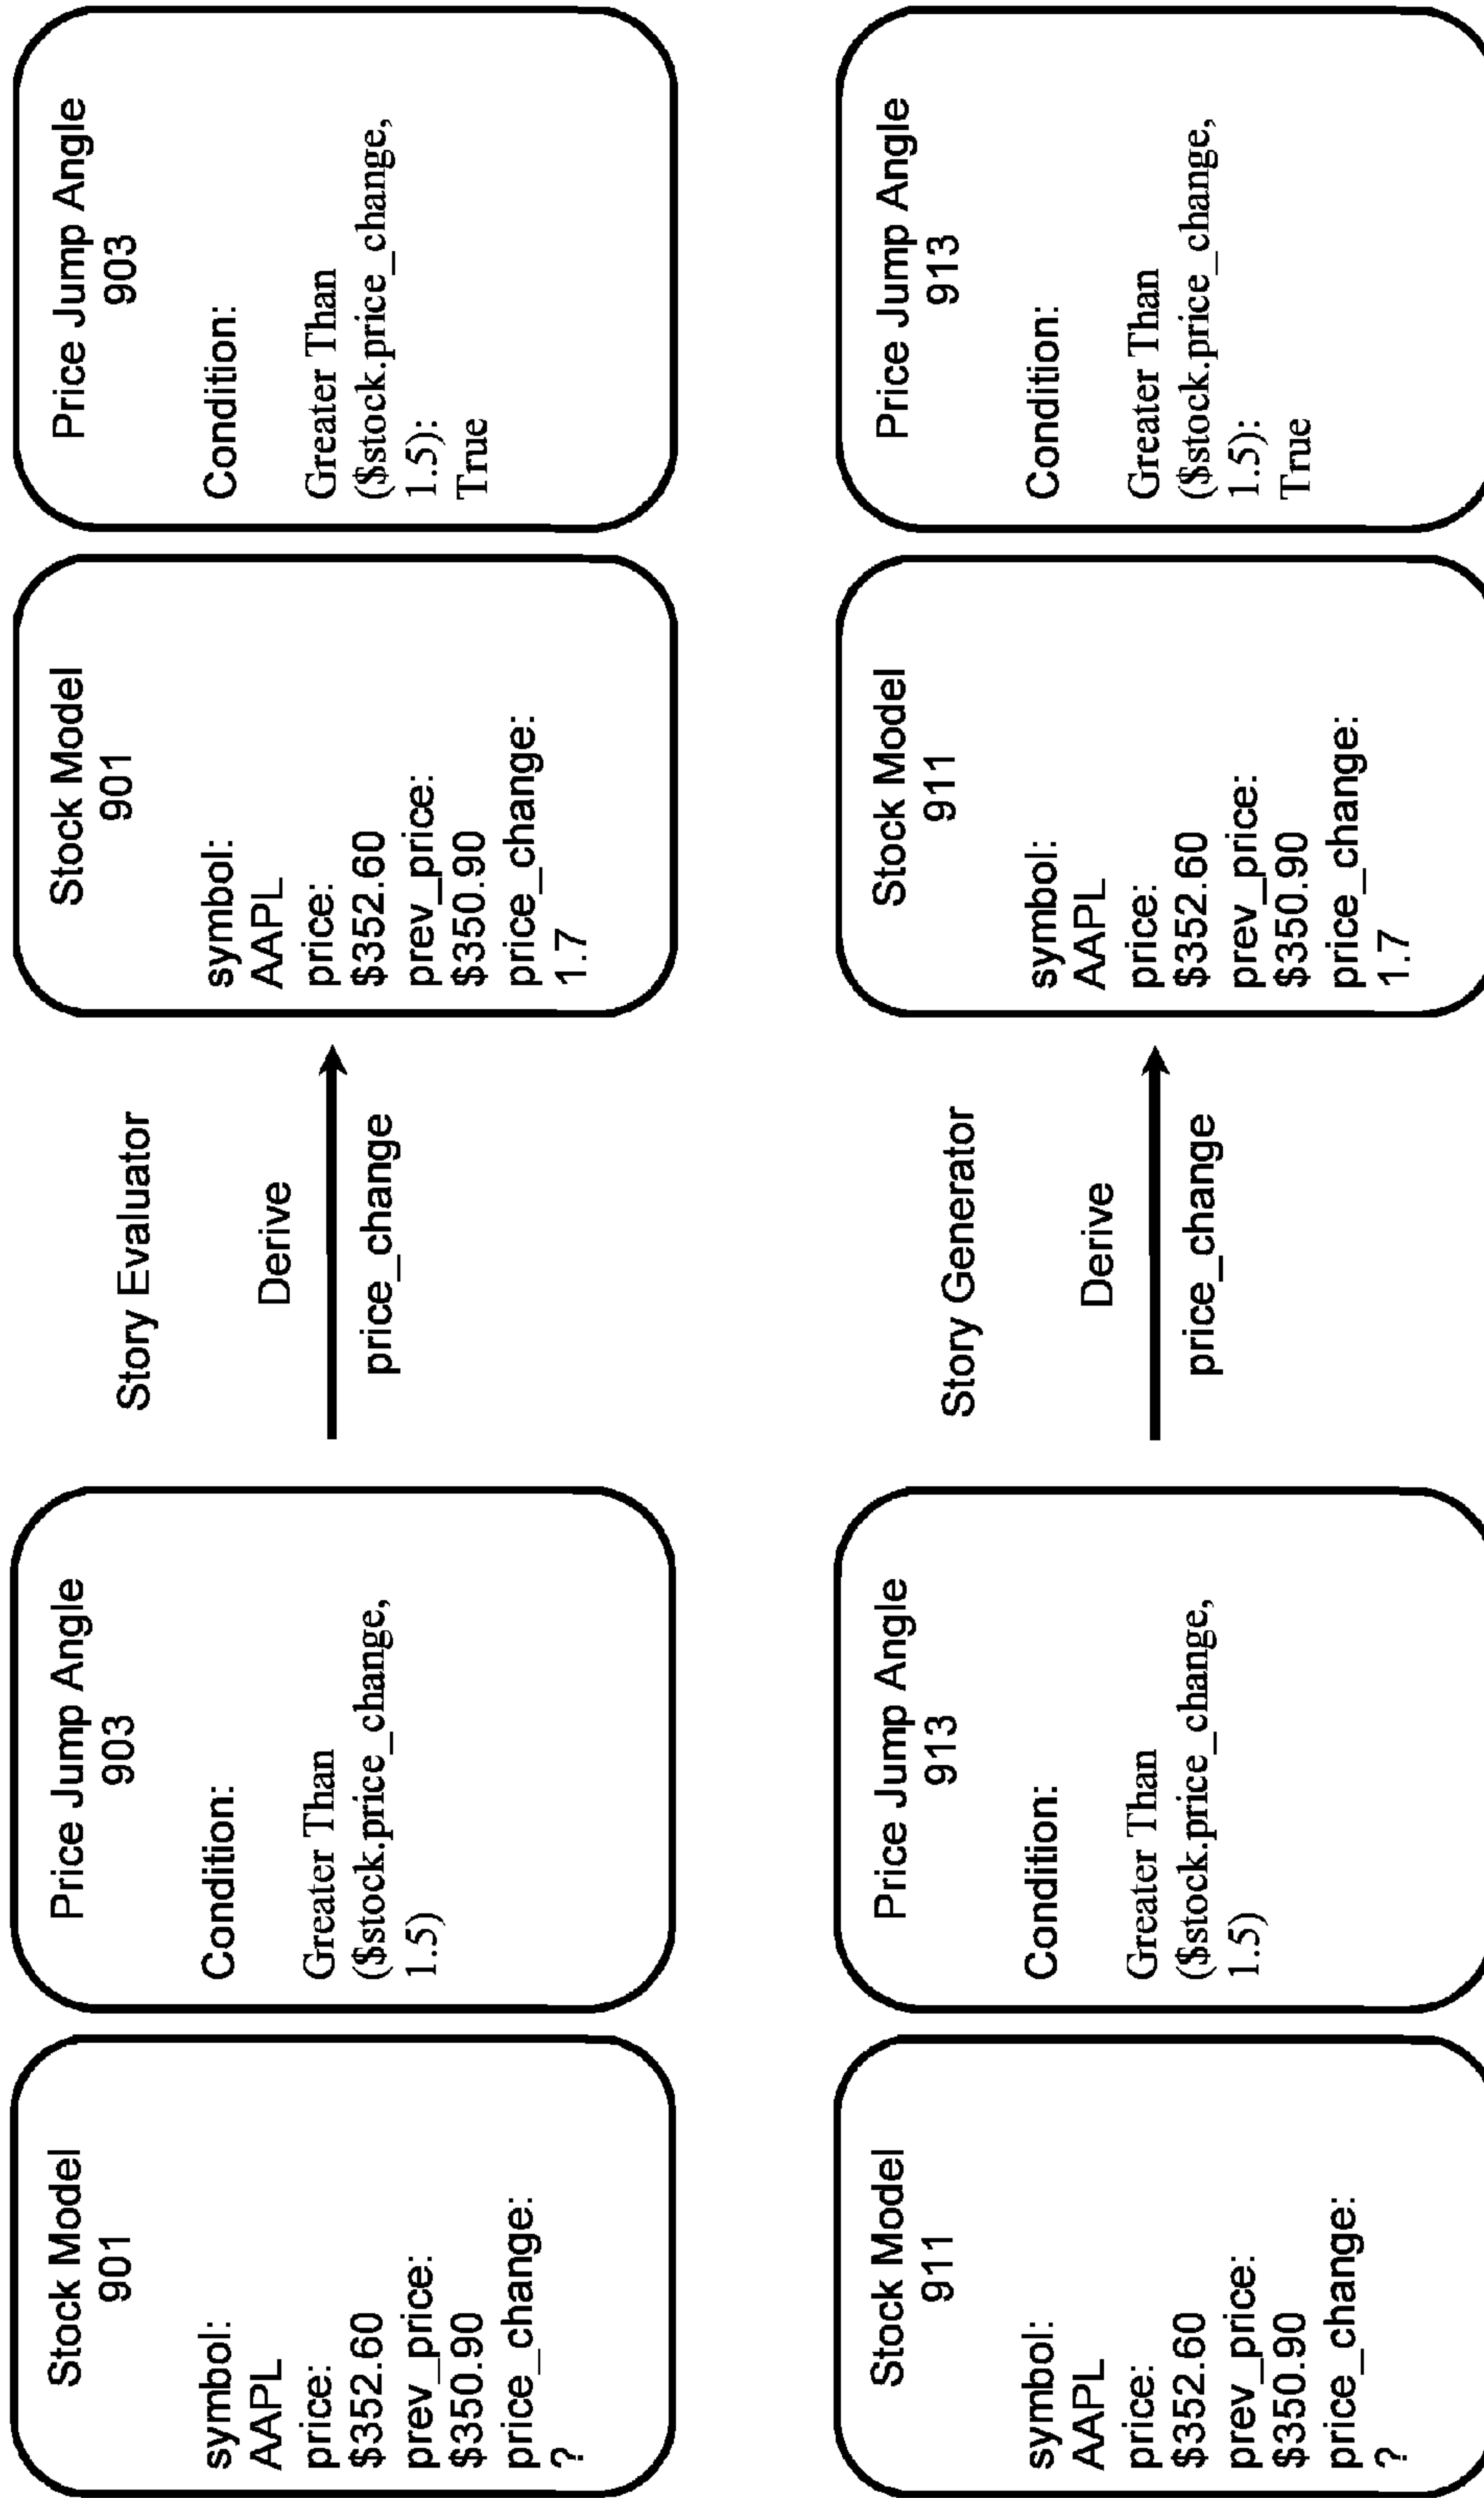 Stock Model
901
symbol:
AAPL
price:
$352.60
prev_price:
$350.90
price_change:
?
Price Jump Angle
903
Condition:
Greater Than
($stock.price_change,
1.5)
Story Evaluator
Derive
price_change
Stock Model
901
symbol:
AAPL
price:
$352.60
prev_price:
$350.90
price_change:
1.7
Price Jump Angle
903
Condition:
Greater Than
($stock.price_change,
1.5):
True
Stock Model
911
symbol:
AAPL
price:
$352.60
prev_price:
$350.90
price_change:
?
Price Jump Angle
913
Condition:
Greater Than
($stock.price_change,
1.5)
Story Generator
Derive
price_change
Stock Model
911
symbol:
AAPL
price:
$352.60
prev_price:
$350.90
price_change:
1.7
Price Jump Angle
913
Condition:
Greater Than
($stock.price_change,
1.5):
True